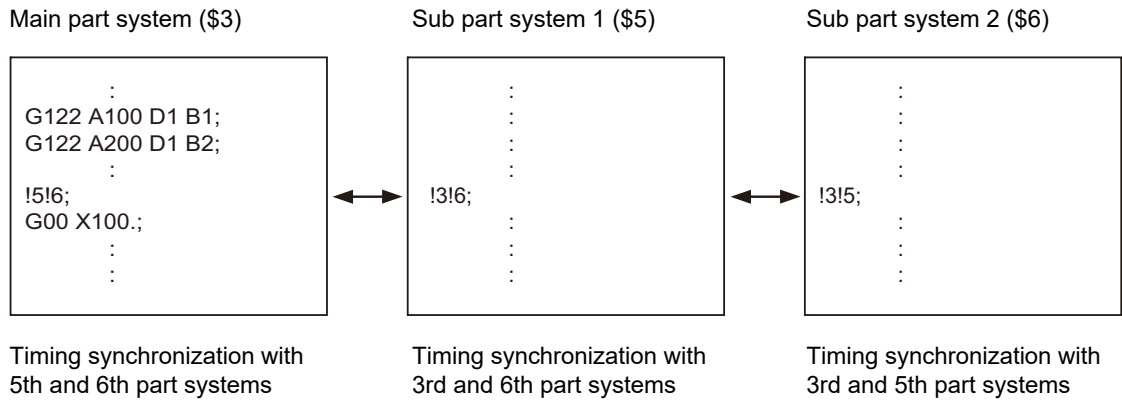 Main part system ($3)
:
G122 A100 D1 B1;
G122 A200 D1 B2;
:
!5!6;
G00 X100.;
:
:
Timing synchronization with
5th and 6th part systems
Sub part system 1 ($5)
:
:
:
:
!3!6;
:
:
:
Timing synchronization with
3rd and 6th part systems
Sub part system 2 ($6)
:
:
:
:
!3!5;
:
:
:
Timing synchronization with
3rd and 5th part systems